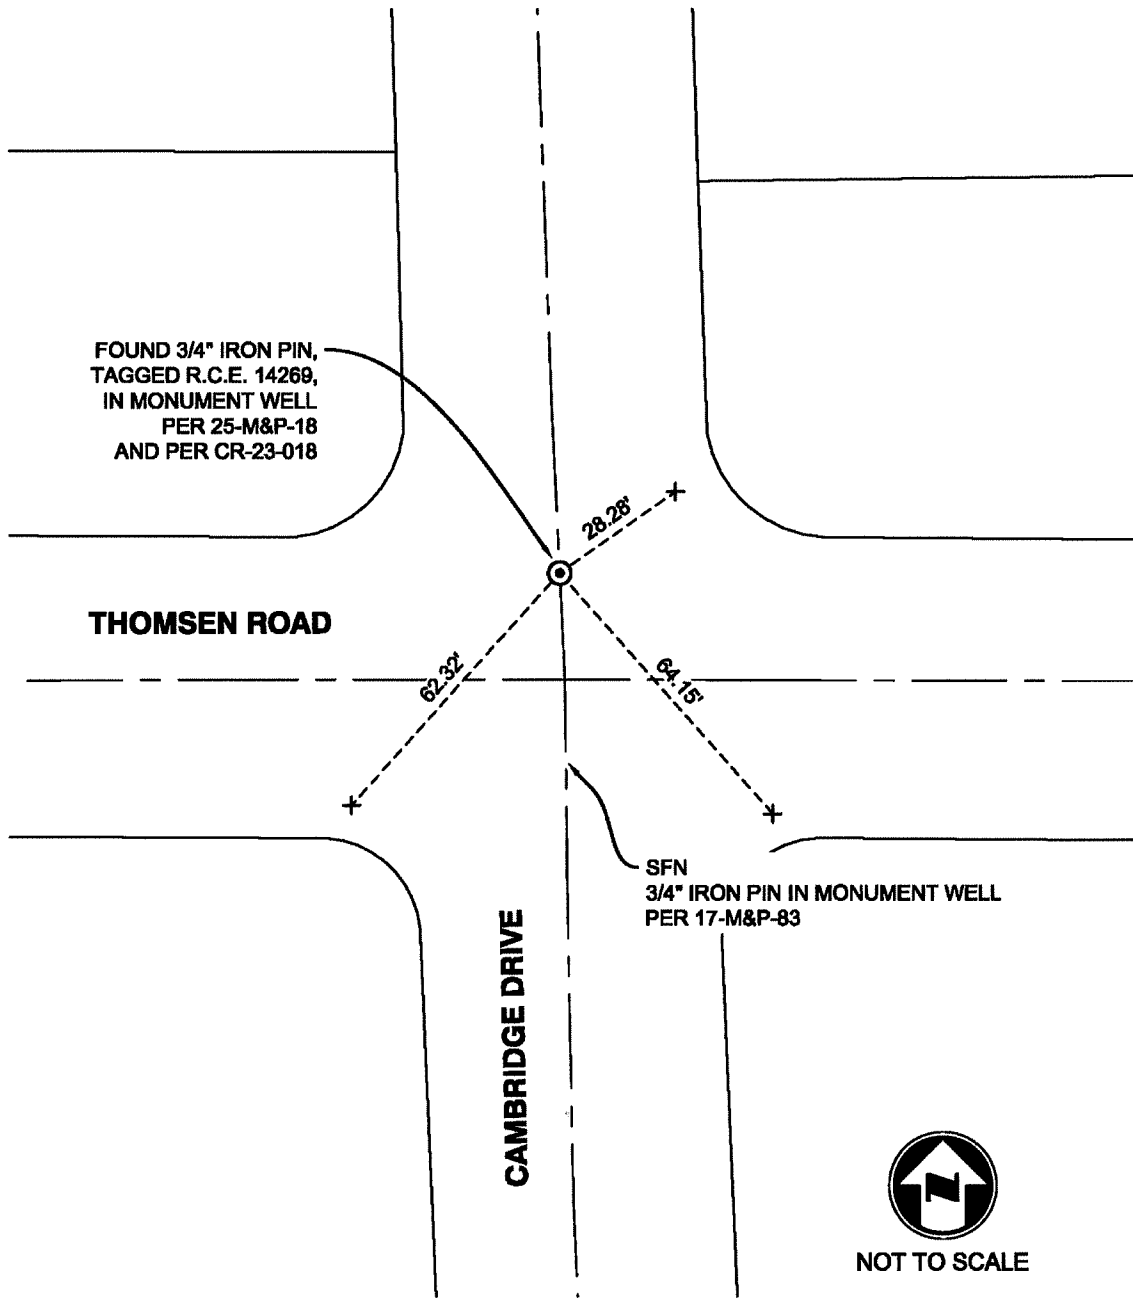 FOUND 3/4" IRON PIN,
TAGGED R.C.E. 14269,
IN MONUMENT WELL
PER 25-M&P-18
AND PER CR-23-018
28.28'
THOMSEN ROAD
62.32'
64.15'
SFN
3/4" IRON PIN IN MONUMENT WELL
PER 17-M&P-83
CAMBRIDGE DRIVE
N
NOT TO SCALE